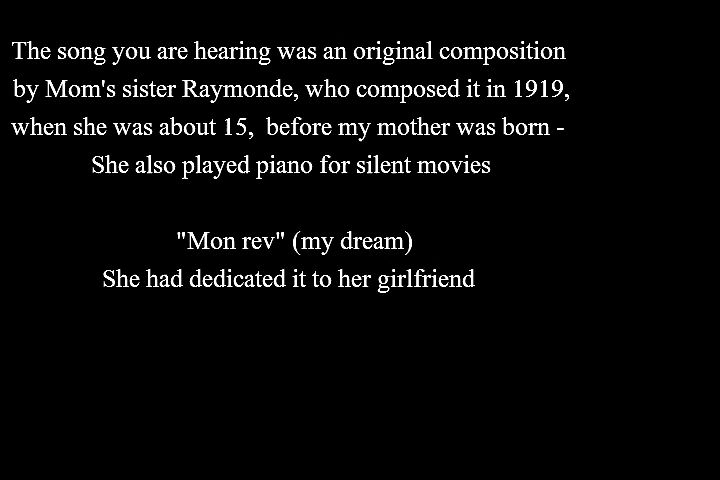 The song you are hearing was an original composition
by Mom's sister Raymonde, who composed it in 1919,
when she was about 15,  before my mother was born -
She also played piano for silent movies
"Mon rev" (my dream)
She had dedicated it to her girlfriend